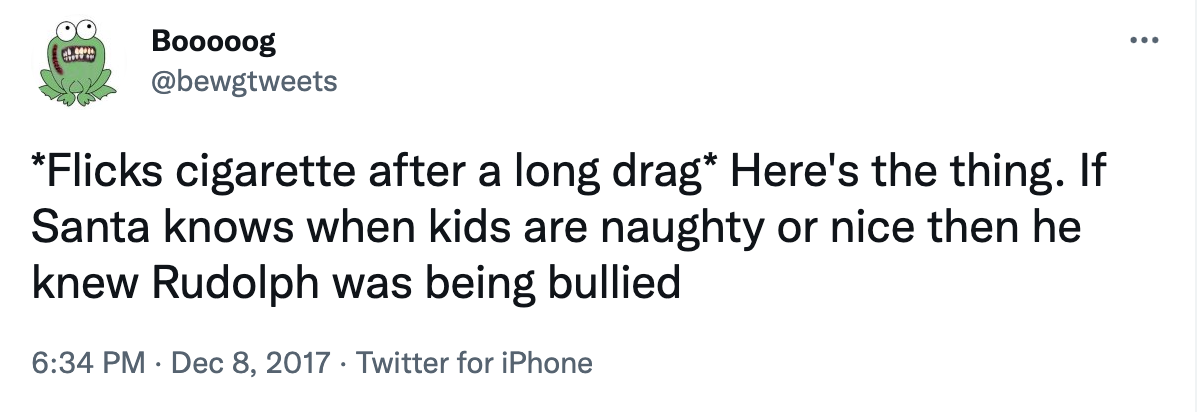 Booooog
@bewgtweets
*Flicks cigarette after a long drag* Here's the thing. If
Santa knows when kids are naughty or nice then he
knew Rudolph was being bullied
6:34 PM · Dec 8, 2017 · Twitter for iPhone